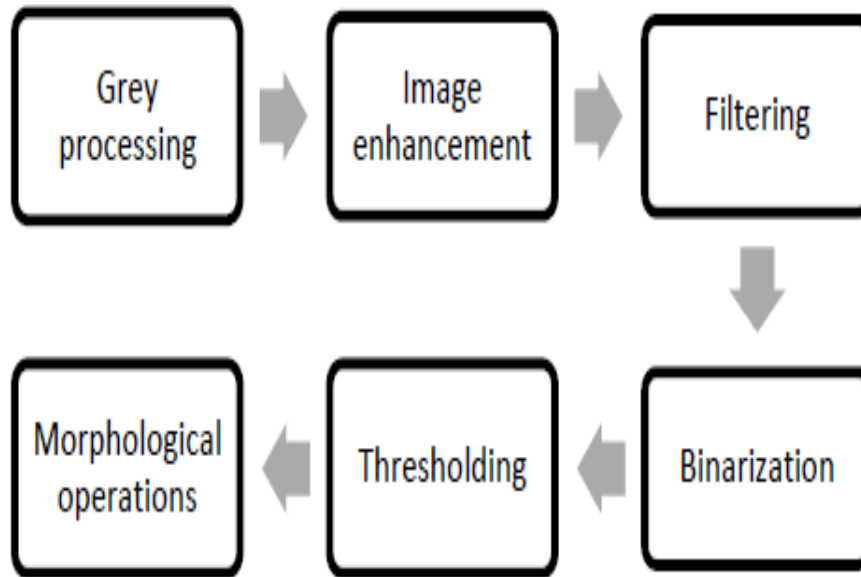 Grey
processing
Image
enhancement
Filtering
Binarization
Thresholding
Morphological
operations